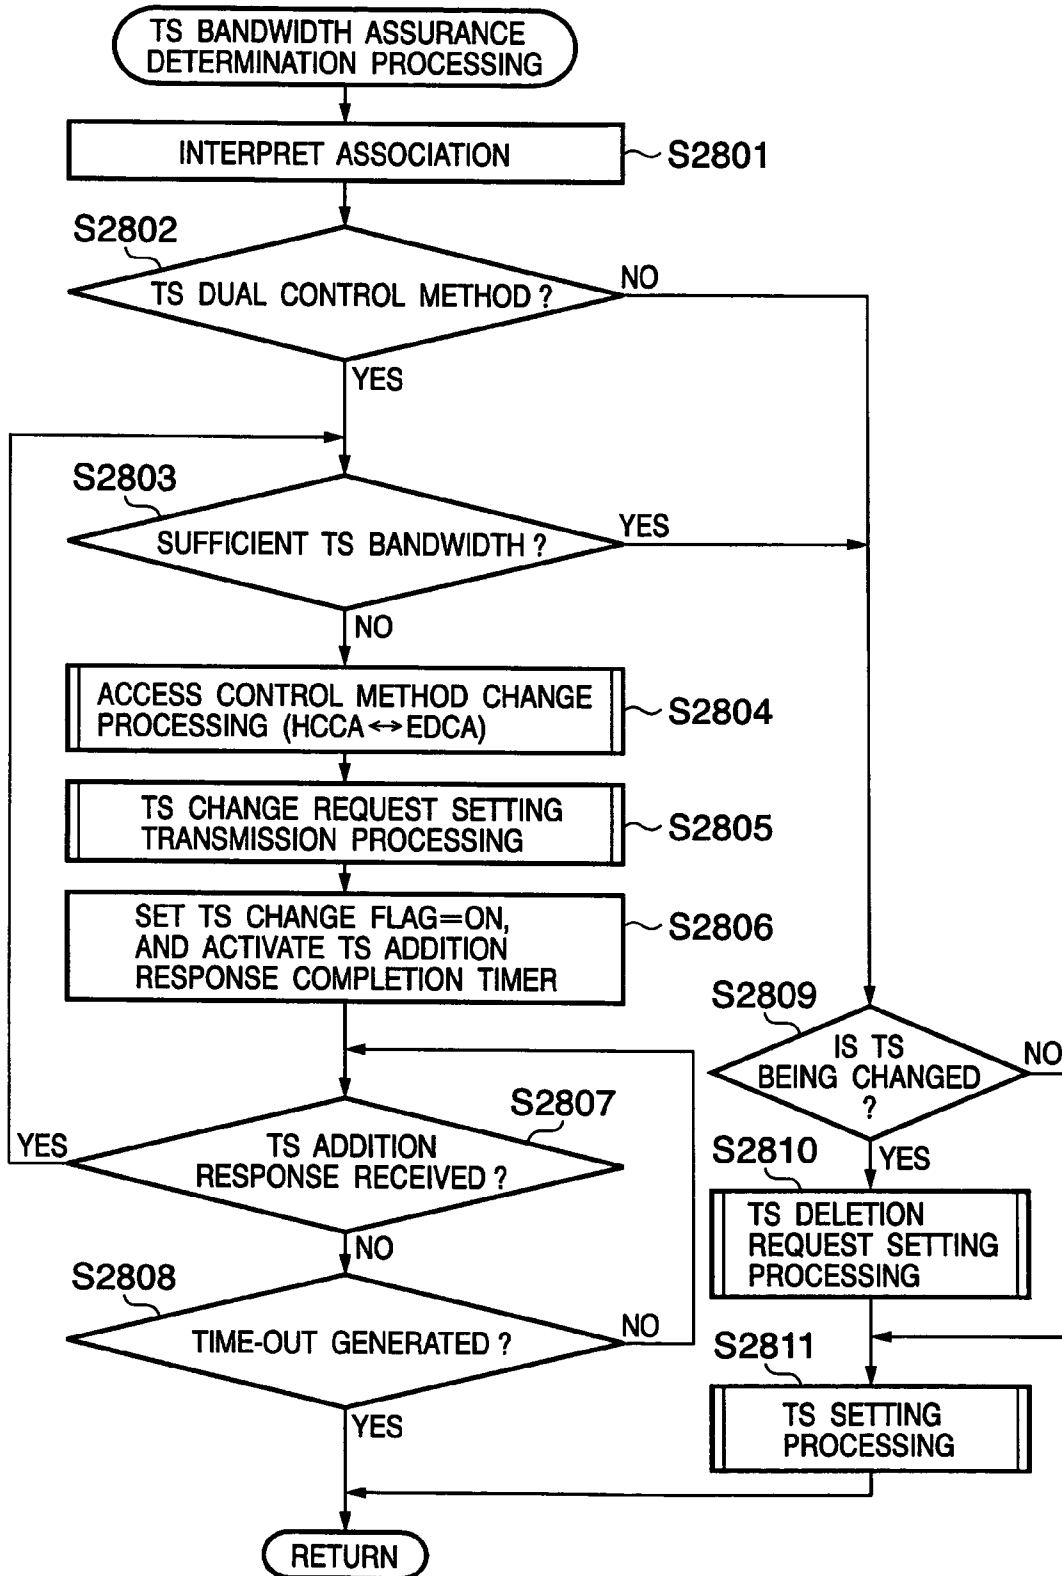 TS BANDWIDTH ASSURANCE
DETERMINATION PROCESSING
INTERPRET ASSOCIATION
S2801
S2802
TS DUAL CONTROL METHOD ?
NO
YES
S2803
SUFFICIENT TS BANDWIDTH ?
YES
NO
ACCESS CONTROL METHOD CHANGE
PROCESSING (HCCA↔EDCA)
S2804
TS CHANGE REQUEST SETTING
TRANSMISSION PROCESSING
S2805
SET TS CHANGE FLAG=ON,
AND ACTIVATE TS ADDITION
RESPONSE COMPLETION TIMER
S2806
S2807
YES
TS ADDITION
RESPONSE RECEIVED ?
NO
S2808
TIME-OUT GENERATED ?
NO
YES
S2809
IS TS
BEING CHANGED
?
NO
YES
S2810
TS DELETION
REQUEST SETTING
PROCESSING
S2811
TS SETTING
PROCESSING
RETURN